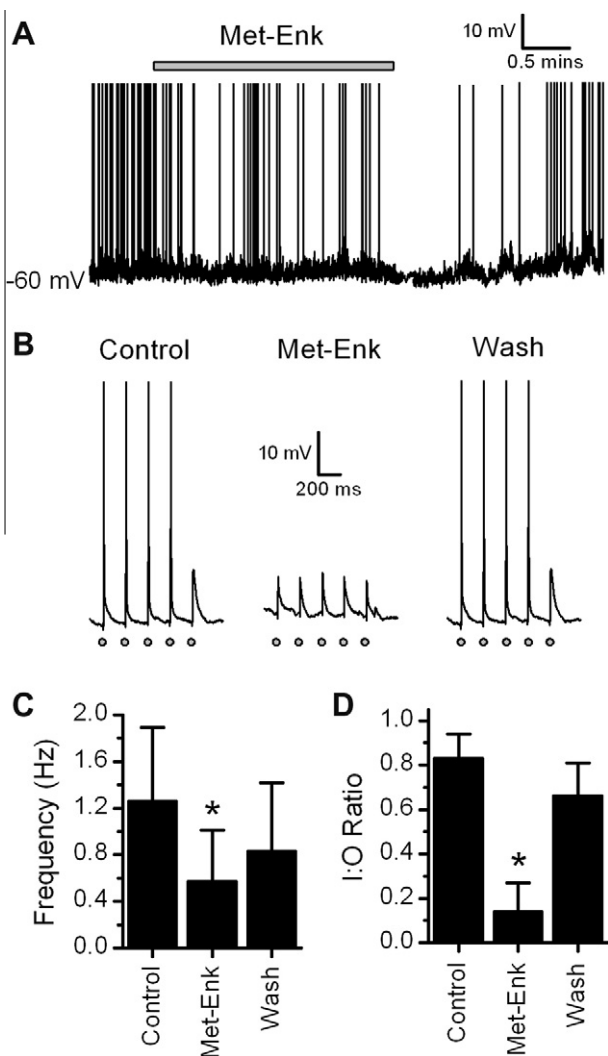 A
Met-Enk
10 mV
0.5 mins
-60 mV
B
Control
Met-Enk
Wash
10 mV
200 ms
C
D
Frequency (Hz)
2.0
1.6
1.2
0.8
0.4
0.0
Control
Met-Enk
Wash
*
I:O Ratio
1.0
0.8
0.6
0.4
0.2
0.0
Control
Met-Enk
Wash
*